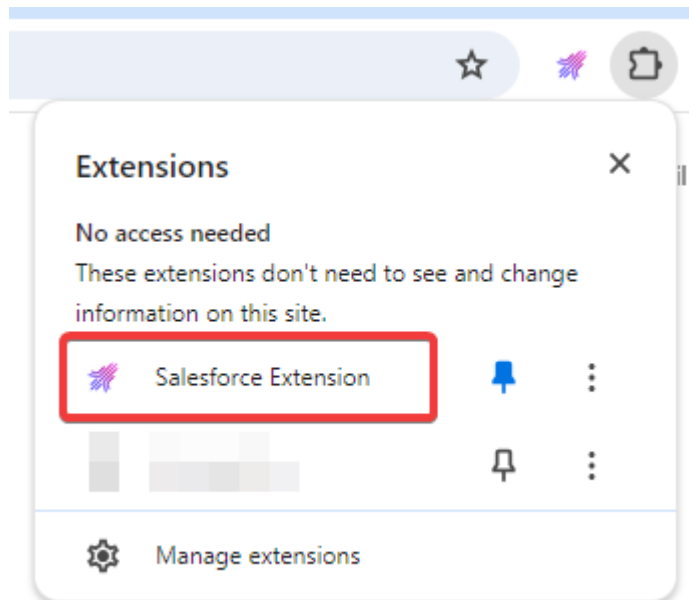 Extensions
No access needed
These extensions don't need to see and change
information on this site.
Salesforce Extension
Manage extensions